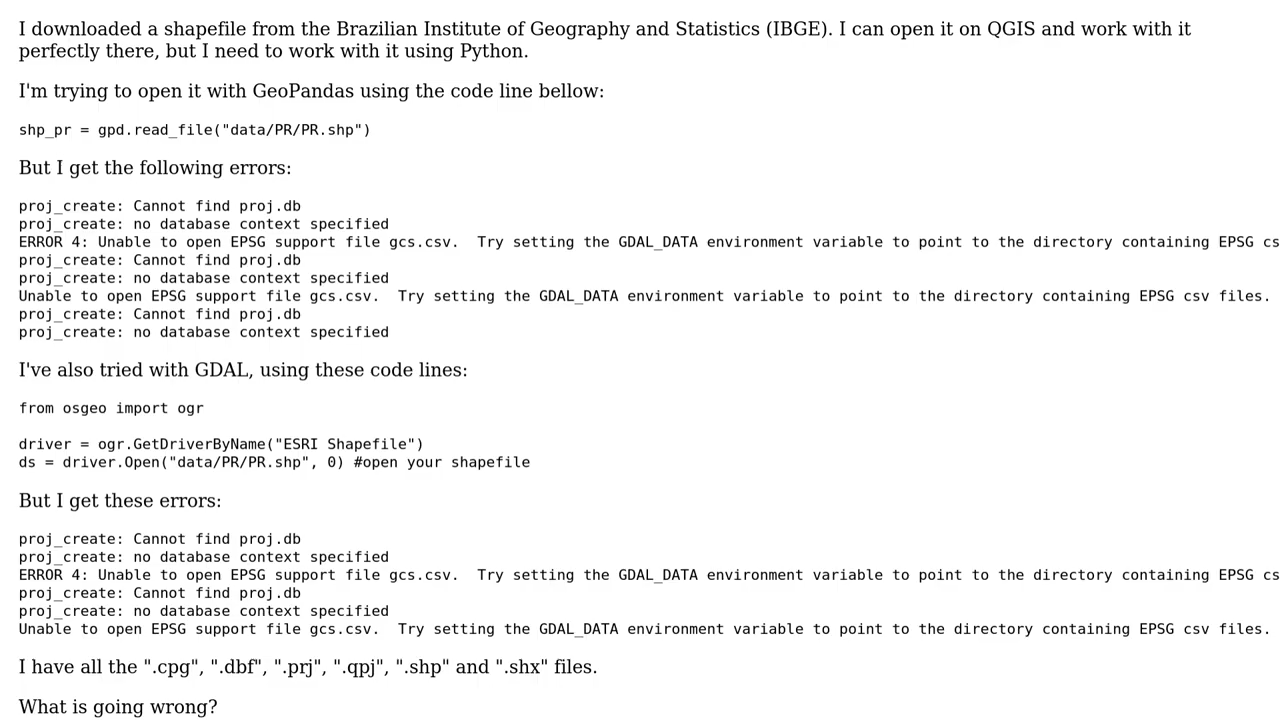 I downloaded a shapefile from the Brazilian Institute of Geography and Statistics (IBGE). I can open it on QGIS and work with it
perfectly there, but I need to work with it using Python.
I'm trying to open it with GeoPandas using the code line bellow:
shp_pr = gpd.read_file("data/PR/PR.shp")
But I get the following errors:
proj_create: Cannot find proj.db
proj_create: no database context specified
ERROR 4: Unable to open EPSG support file gcs.csv.  Try setting the GDAL_DATA environment variable to point to the directory containing EPSG cs
proj_create: Cannot find proj.db
proj_create: no database context specified
Unable to open EPSG support file gcs.csv.  Try setting the GDAL_DATA environment variable to point to the directory containing EPSG csv files.
proj_create: Cannot find proj.db
proj_create: no database context specified
I've also tried with GDAL, using these code lines:
from osgeo import ogr
driver = ogr.GetDriverByName("ESRI Shapefile")
ds = driver.Open("data/PR/PR.shp", 0) #open your shapefile
But I get these errors:
proj_create: Cannot find proj.db
proj_create: no database context specified
ERROR 4: Unable to open EPSG support file gcs.csv.  Try setting the GDAL_DATA environment variable to point to the directory containing EPSG cs
proj_create: Cannot find proj.db
proj_create: no database context specified
Unable to open EPSG support file gcs.csv.  Try setting the GDAL_DATA environment variable to point to the directory containing EPSG csv files.
I have all the ".cpg", ".dbf", ".prj", ".qpj", ".shp" and ".shx" files.
What is going wrong?